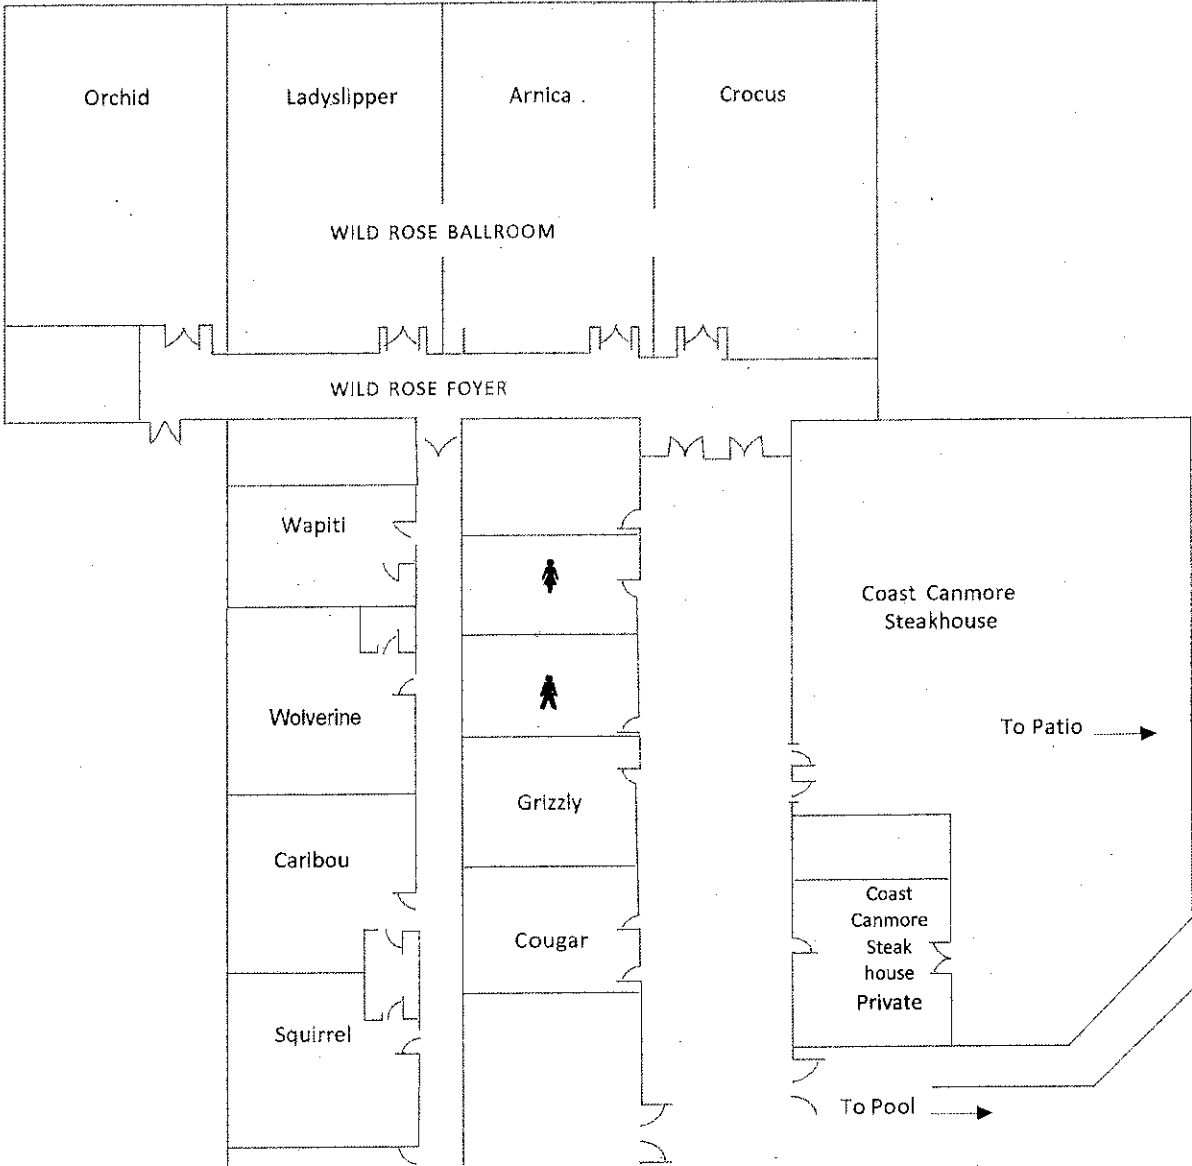 Orchid
Ladyslipper
Arnica
Crocus
WILD ROSE BALLROOM
WILD ROSE FOYER
Wapiti
Coast Canmore
Steakhouse
Wolverine
To Patio
Grizzly
Caribou
Coast
Canmore
Steak
house
Private
Cougar
Squirrel
To Pool